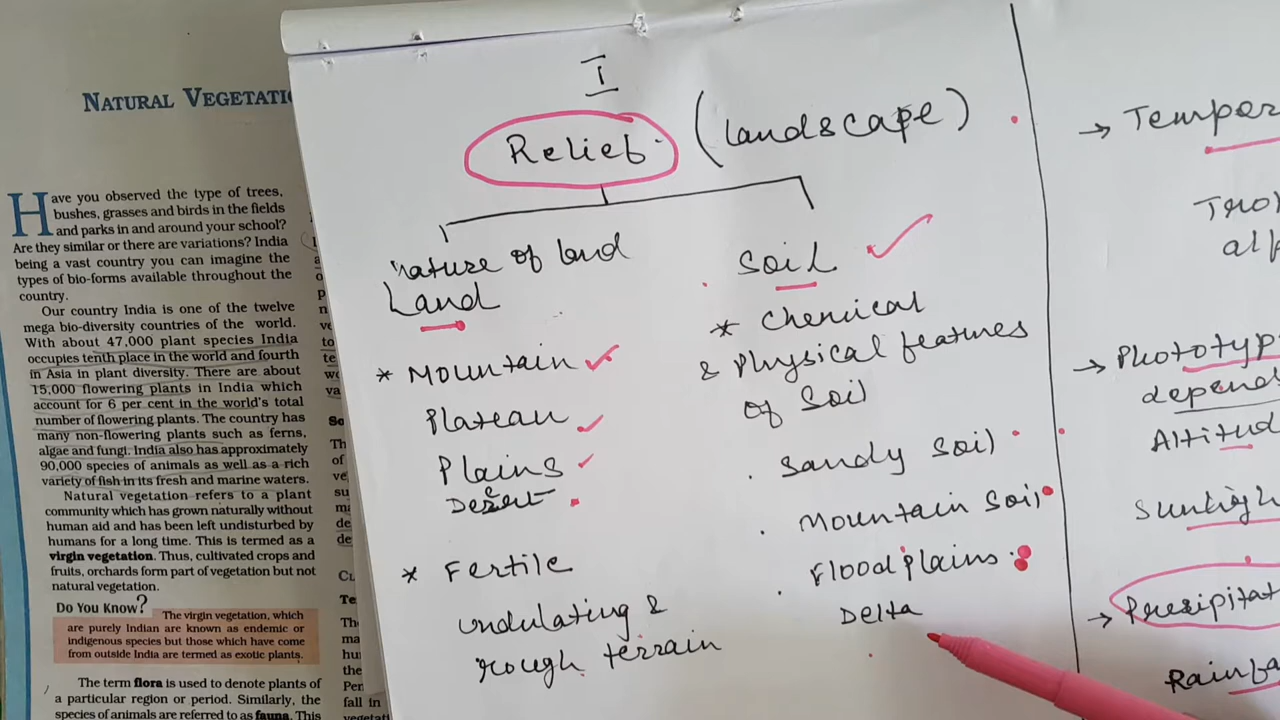 NATURAL VEGETATI
Have you observed the type of trees,
bushes, grasses and birds in the fields
and parks in and around your school?
Are they similar or there are variations? India
being a vast country you can imagine the
types of bio-forms available throughout the
country.
Our country India is one of the twelve
mega bio-diversity countries of the world.
With about 47,000 plant species India
occupies tenth place in the world and fourth
in Asia in plant diversity. There are about
15,000 flowering plants in India which
account for 6 per cent in the world's total
number of flowering plants. The country has
many non-flowering plants such as ferns,
algae and fungi. India also has approximately
90,000 species of animals as well as a rich
variety of fish in its fresh and marine waters.
Natural vegetation refers to a plant
community which has grown naturally without
human aid and has been left undisturbed by
humans for a long time. This is termed as a
virgin vegetation. Thus, cultivated crops and
fruits, orchards form part of vegetation but not
natural vegetation.
Do You Know?
The virgin vegetation, which
are purely Indian are known as endemic or
indigenous species but those which have come
from outside India are termed as exotic plants.
The term flora is used to denote plants of
a particular region or period. Similarly, the
species of animals are referred to as fauna. This
I
Relief. (landscape)
nature of land
Land
* Mountain
Plateau
Plains
Desert
* Fertile
undulating &
rough terrain
Soil
* Chemical
& Physical features
of Soil
. Sandy Soil
. Mountain Soil
. Floodplains
Delta
→ Temper
Trop
alp
→ Phototyp
depends
Altitud
Sunligh
→ Presipitat
Rainfa